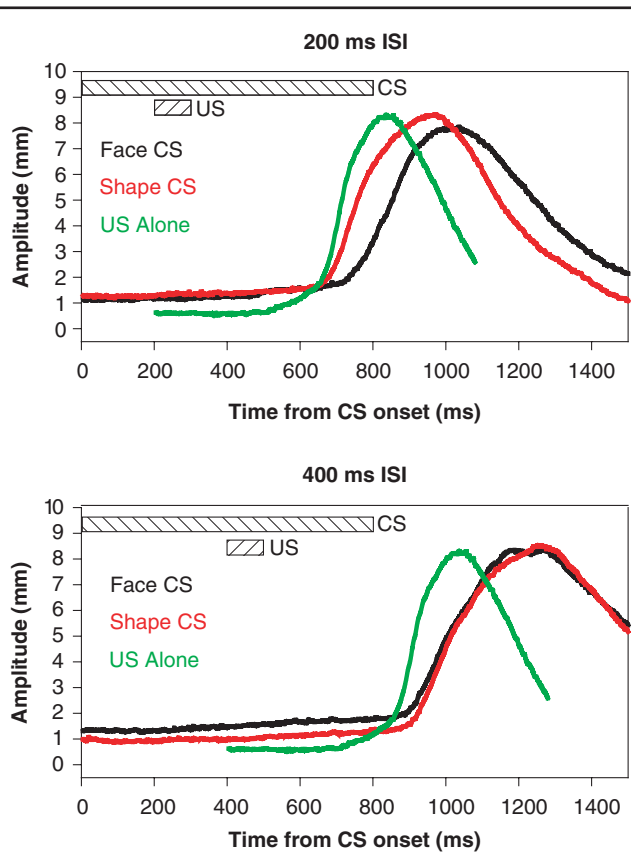 200 ms ISI
10
9
8
7
6
5
4
3
2
1
0
CS
US
Face CS
Shape CS
US Alone
Amplitude (mm)
0 200 400 600 800 1000 1200 1400
Time from CS onset (ms)
400 ms ISI
10
9
8
7
6
5
4
3
2
1
0
CS
US
Face CS
Shape CS
US Alone
Amplitude (mm)
0 200 400 600 800 1000 1200 1400
Time from CS onset (ms)